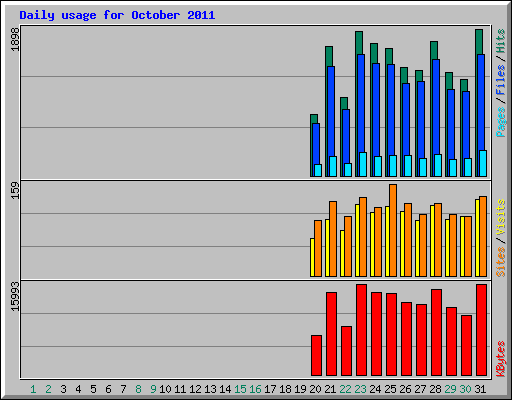 Daily usage for October 2011
1898
Pages / Files / Hits
159
Sites / Visits
15993
KBytes
1 2 3 4 5 6 7 8 9 10 11 12 13 14 15 16 17 18 19 20 21 22 23 24 25 26 27 28 29 30 31